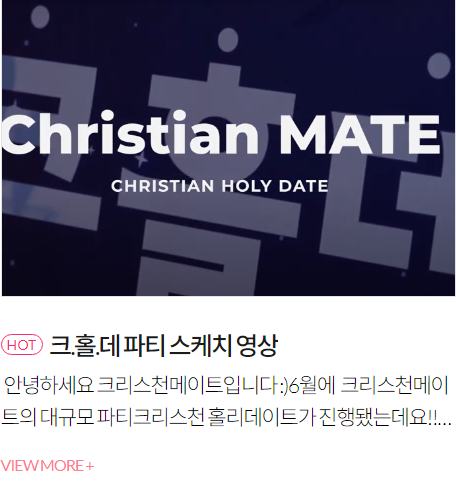 크홀데
Christian MATE
CHRISTIAN HOLY DATE
HOT 크.홀.데 파티 스케치 영상
안녕하세요 크리스천메이트입니다 :)6월에 크리스천메이
트의 대규모 파티 크리스천 홀리데이트가 진행됐는데요!!...
VIEW MORE +